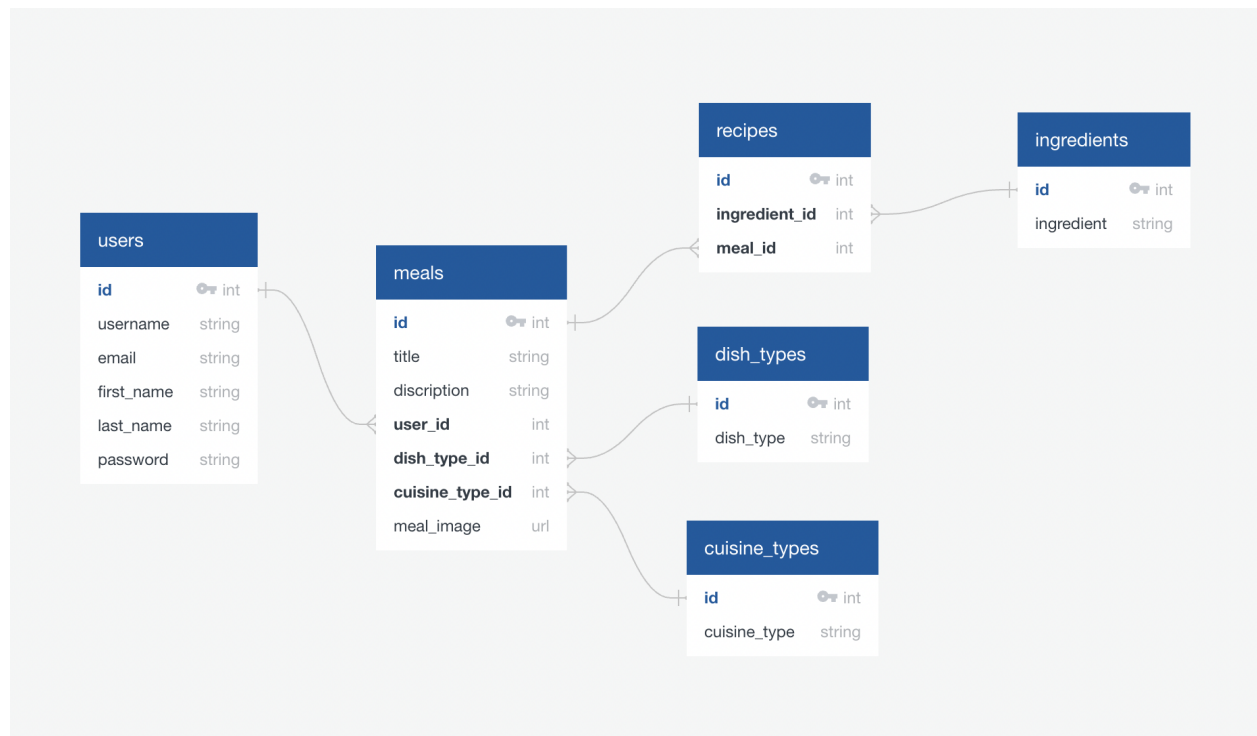 users
id int
username string
email string
first_name string
last_name string
password string
meals
id int
title string
discription string
user_id int
dish_type_id int
cuisine_type_id int
meal_image url
recipes
id int
ingredient_id int
meal_id int
dish_types
id int
dish_type string
cuisine_types
id int
cuisine_type string
ingredients
id int
ingredient string